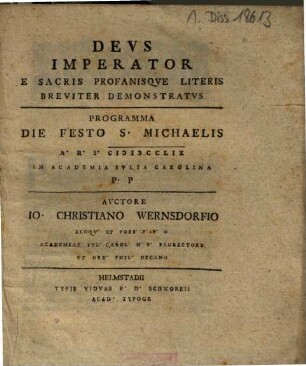 A. Diss 18613
DEVS
IMPERATOR
E SACRIS PROFANISQVE LITERIS
BREVITER DEMONSTRATVS
PROGRAMMA
DIE FESTO S· MICHAELIS
A' R' S' CIↃIↃCCLIX
IN ACADEMIA IVLIA CAROLINA
P· P
AVCTORE
IO· CHRISTIANO WERNSDORFIO
ELOQV' ET POES'
ACADEMIAE IVL' CAROL' PRORECTORE
ET ORD' PHIL' DECANO
HELMSTADII
TYPIS VIDVAE P' D' SCHNORRII
ACAD' TYPOGR